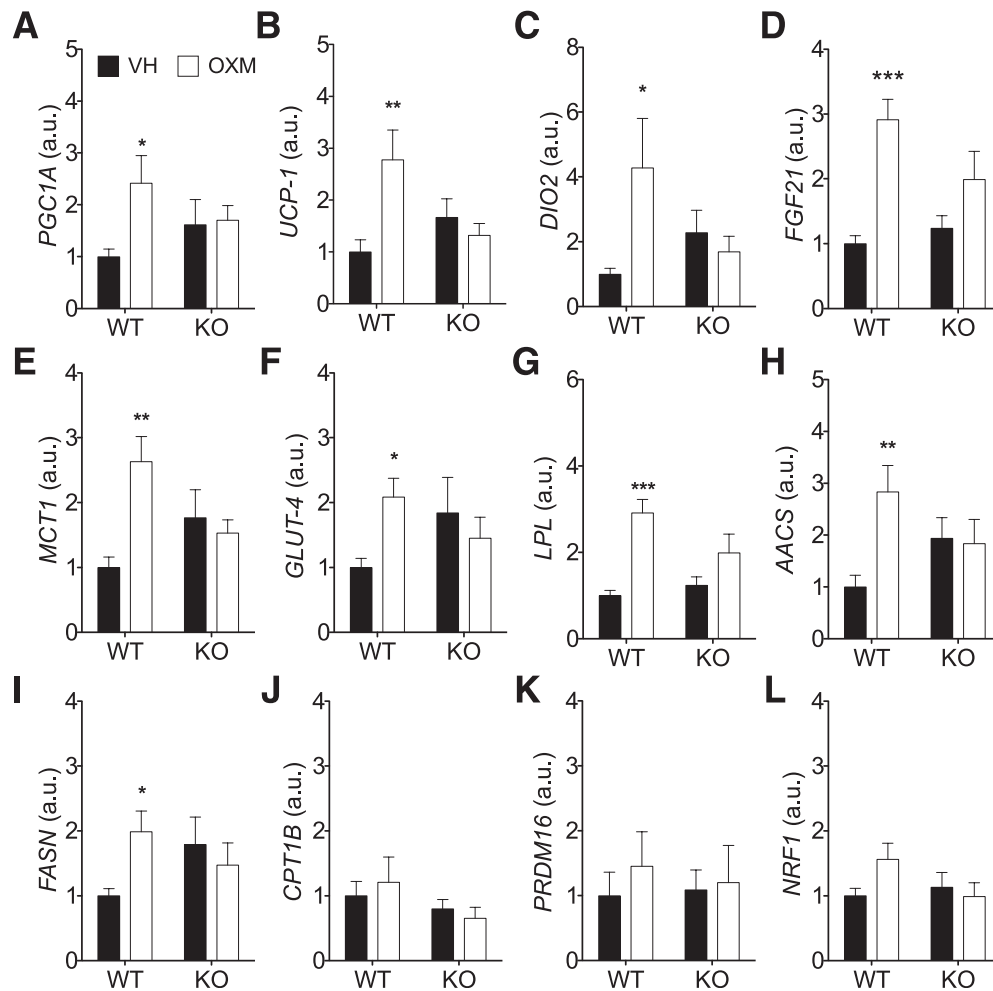 A
PGC1A (a.u.)
5
4
3
2
1
0
VH OXM
*
WT KO
B
UCP-1 (a.u.)
5
4
3
2
1
0
**
WT KO
C
DIO2 (a.u.)
8
6
4
2
0
*
WT KO
D
FGF21 (a.u.)
4
3
2
1
0
***
WT KO
E
MCT1 (a.u.)
4
3
2
1
0
**
WT KO
F
GLUT-4 (a.u.)
4
3
2
1
0
*
WT KO
G
LPL (a.u.)
6
4
2
0
***
WT KO
H
AACS (a.u.)
5
4
3
2
1
0
**
WT KO
I
FASN (a.u.)
4
3
2
1
0
*
WT KO
J
CPT1B (a.u.)
4
3
2
1
0
WT KO
K
PRDM16 (a.u.)
4
3
2
1
0
WT KO
L
NRF1 (a.u.)
4
3
2
1
0
WT KO